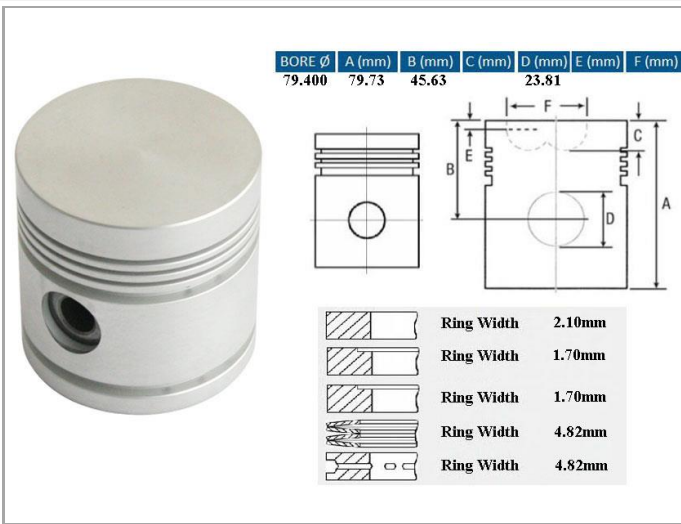 BORE Ø A (mm) B (mm) C (mm) D (mm) E (mm) F (mm)
79.400 79.73 45.63 23.81
F
C
E
B
D
A
Ring Width 2.10mm
Ring Width 1.70mm
Ring Width 1.70mm
Ring Width 4.82mm
Ring Width 4.82mm